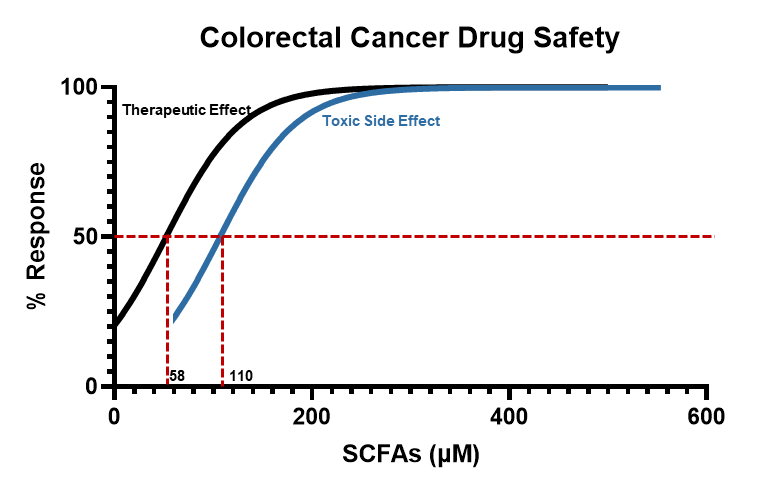 Colorectal Cancer Drug Safety
100
Therapeutic Effect
Toxic Side Effect
50
% Response
58
110
0
0
200
400
600
SCFAs (µM)